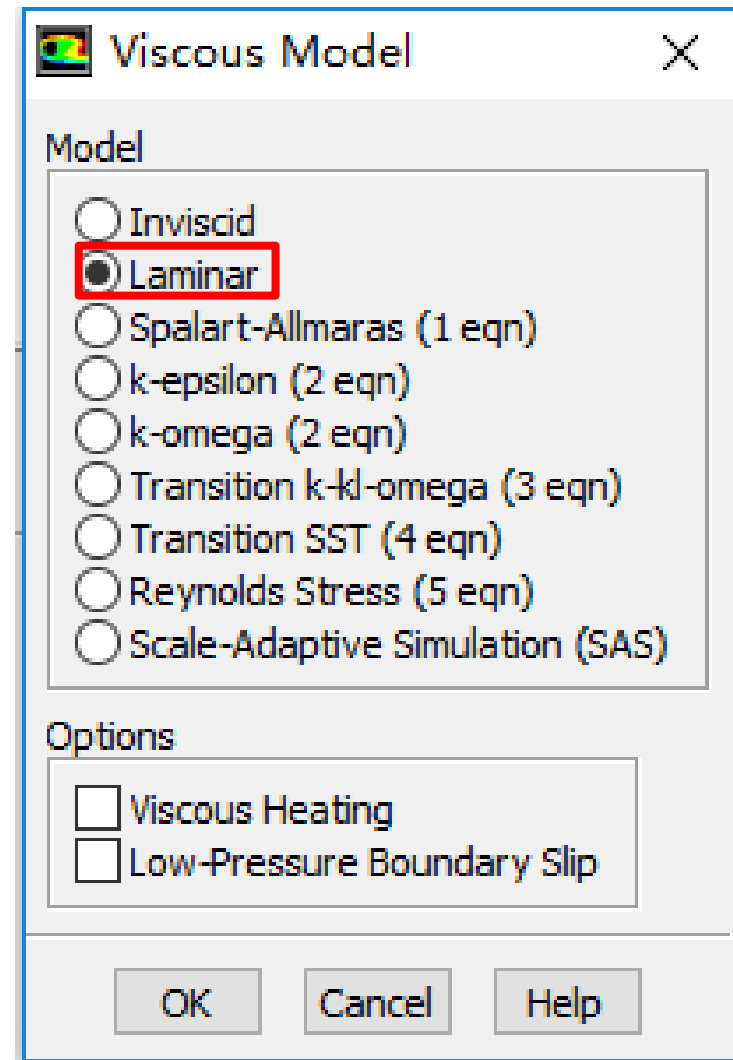 Viscous Model
Model
Inviscid
Laminar
Spalart-Allmaras (1 eqn)
k-epsilon (2 eqn)
k-omega (2 eqn)
Transition k-kl-omega (3 eqn)
Transition SST (4 eqn)
Reynolds Stress (5 eqn)
Scale-Adaptive Simulation (SAS)
Options
Viscous Heating
Low-Pressure Boundary Slip
OK Cancel Help